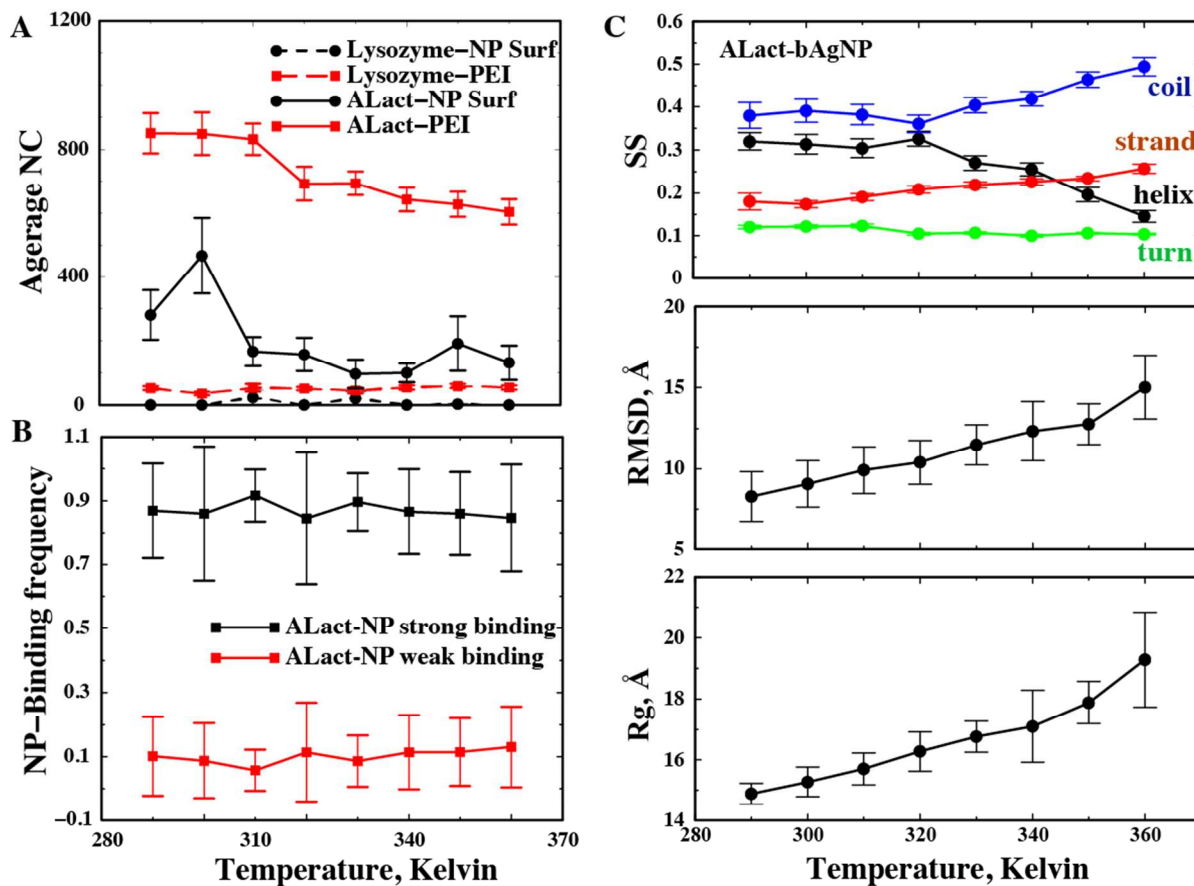 A
1200
800
400
0
Agerage NC
Lysozyme–NP Surf
Lysozyme–PEI
ALact–NP Surf
ALact–PEI
B
1.1
0.9
0.7
0.5
0.3
0.1
–0.1
NP–Binding frequency
ALact-NP strong binding
ALact-NP weak binding
280
310
340
370
Temperature, Kelvin
C
ALact-bAgNP
0.6
0.5
0.4
0.3
0.2
0.1
0
SS
coil
strand
helix
turn
20
15
10
5
RMSD, Å
22
20
18
16
14
Rg, Å
290
300
310
320
330
340
350
360
Temperature, Kelvin